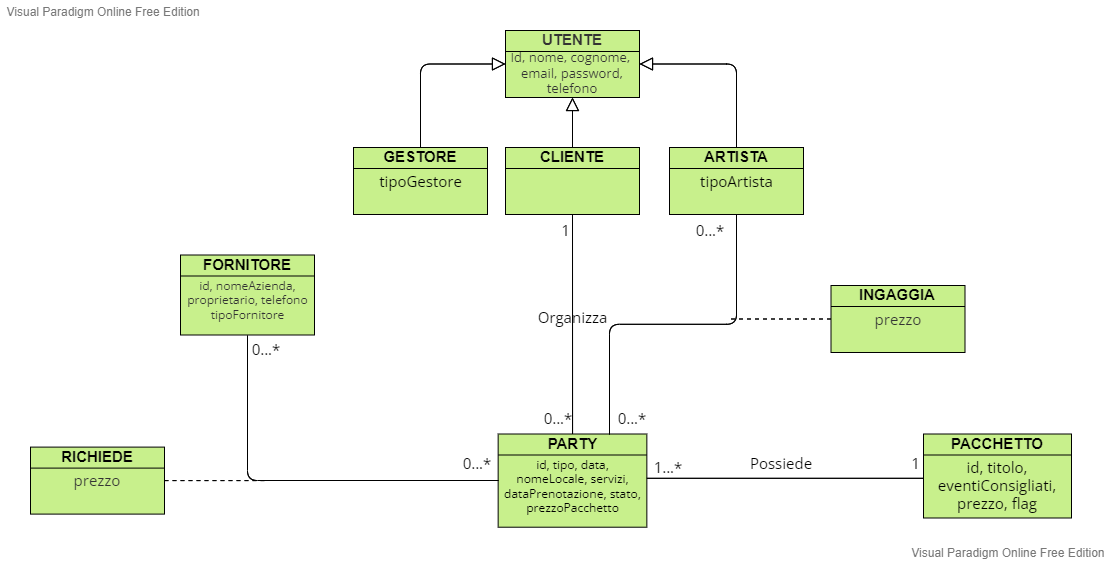 Visual Paradigm Online Free Edition
UTENTE
id, nome, cognome,
email, password,
telefono
GESTORE
tipoGestore
CLIENTE
ARTISTA
tipoArtista
1
0...*
FORNITORE
id, nomeAzienda,
proprietario, telefono
tipoFornitore
0...*
Organizza
INGAGGIA
prezzo
0...*
0...*
RICHIEDE
prezzo
0...*
PARTY
id, tipo, data,
nomeLocale, servizi,
dataPrenotazione, stato,
prezzoPacchetto
1...*
Possiede
1
PACCHETTO
id, titolo,
eventiConsigliati,
prezzo, flag
Visual Paradigm Online Free Edition